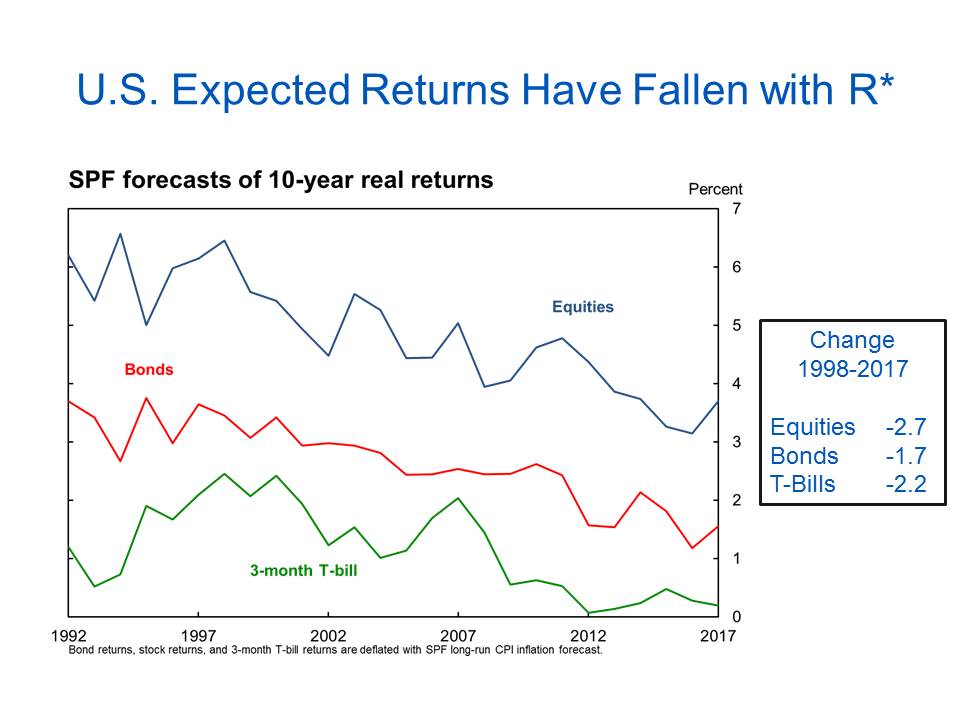 U.S. Expected Returns Have Fallen with R*
SPF forecasts of 10-year real returns
Percent
7
6
Equities
5
Bonds
4
3
2
3-month T-bill
1
0
1992 1997 2002 2007 2012 2017
Bond returns, stock returns, and 3-month T-bill returns are deflated with SPF long-run CPI inflation forecast.
Change
1998-2017
Equities -2.7
Bonds -1.7
T-Bills -2.2